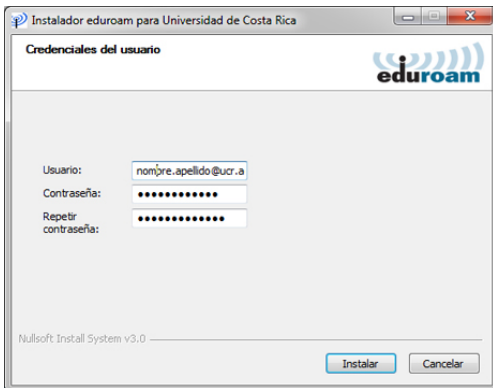 Instalador eduroam para Universidad de Costa Rica
Credenciales del usuario
eduroam
Usuario:
nombre.apellido@ucr.a
Contraseña:
••••••••••••
Repetir
contraseña:
•••••••••••••
Nullsoft Install System v3.0
Instalar
Cancelar